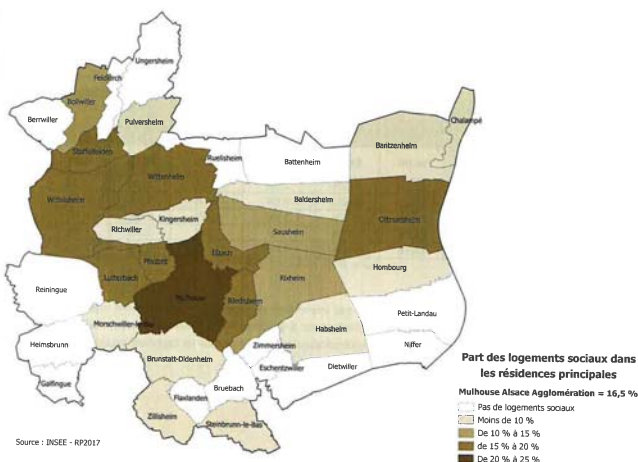 Ungersheim
Feldkirch
Bollwiller
Berrwiller
Pulversheim
Chalampé
Bantzenheim
Staffelfelden
Ruelisheim
Battenheim
Wittenheim
Wittelsheim
Baldersheim
Kingersheim
Richwiller
Sausheim
Ottmarsheim
Illzach
Pfastatt
Hombourg
Lutterbach
Rixheim
Reiningue
Mulhouse
Riedisheim
Petit-Landau
Morschwiller-le-Bas
Habsheim
Heimsbrunn
Zimmersheim
Niffer
Brunstatt-Didenheim
Eschentzwiller
Dietwiller
Galfingue
Bruebach
Flaxlanden
Zillisheim
Steinbrunn-le-Bas
Part des logements sociaux dans
les résidences principales
Mulhouse Alsace Agglomération = 16,5 %
Pas de logements sociaux
Moins de 10 %
De 10 % à 15 %
de 15 % à 20 %
De 20 % à 25 %
Source : INSEE - RP2017